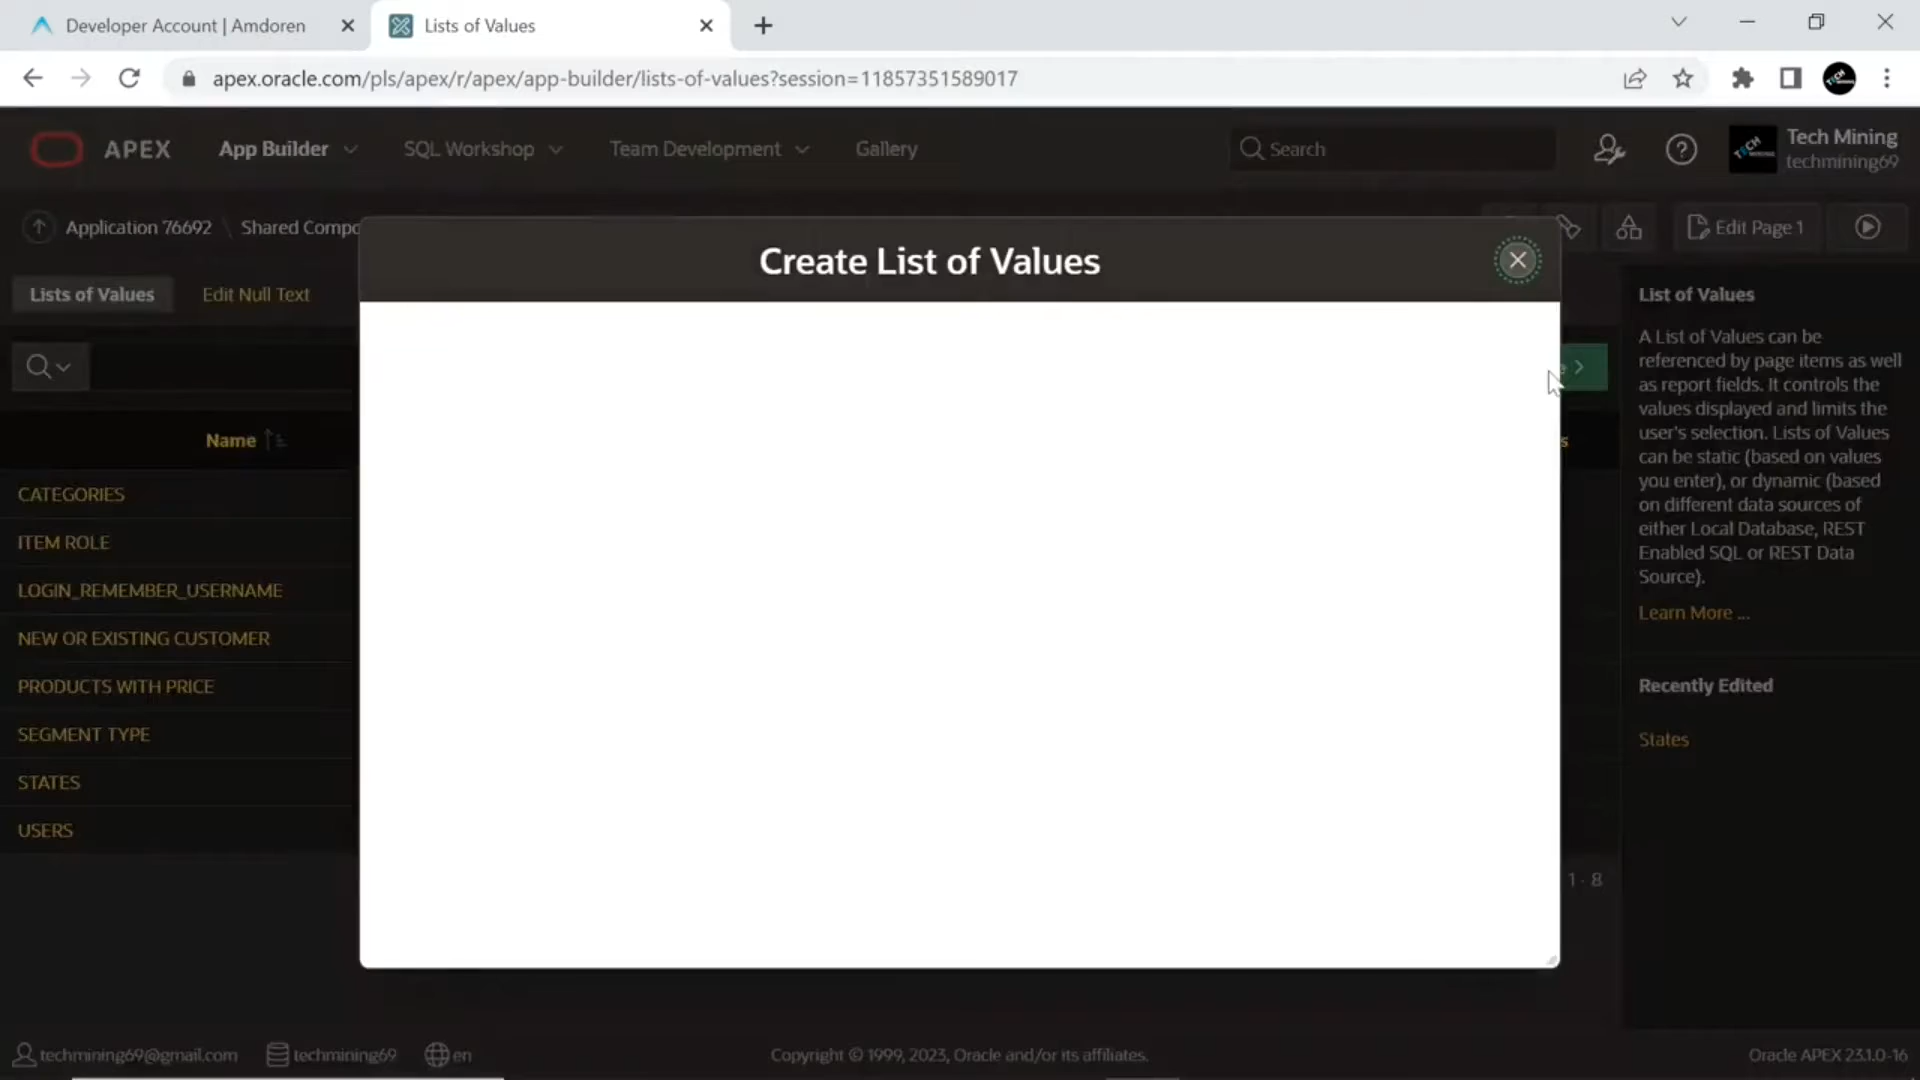 Developer Account | Amdoren
Lists of Values
apex.oracle.com/pls/apex/r/apex/app-builder/lists-of-values?session=11857351589017
APEX
App Builder
SQL Workshop
Team Development
Gallery
Search
Tech Mining
techmining69
Application 76692 \ Shared Compo
Edit Page 1
Create List of Values
Lists of Values
Edit Null Text
Name
CATEGORIES
ITEM ROLE
LOGIN_REMEMBER_USERNAME
NEW OR EXISTING CUSTOMER
PRODUCTS WITH PRICE
SEGMENT TYPE
STATES
USERS
1 - 8
List of Values
A List of Values can be
referenced by page items as well
as report fields. It controls the
values displayed and limits the
user's selection. Lists of Values
can be static (based on values
you enter), or dynamic (based
on different data sources of
either Local Database, REST
Enabled SQL or REST Data
Source).
Learn More ...
Recently Edited
States
techmining69@gmail.com
techmining69
en
Copyright © 1999, 2023, Oracle and/or its affiliates.
Oracle APEX 23.1.0-16